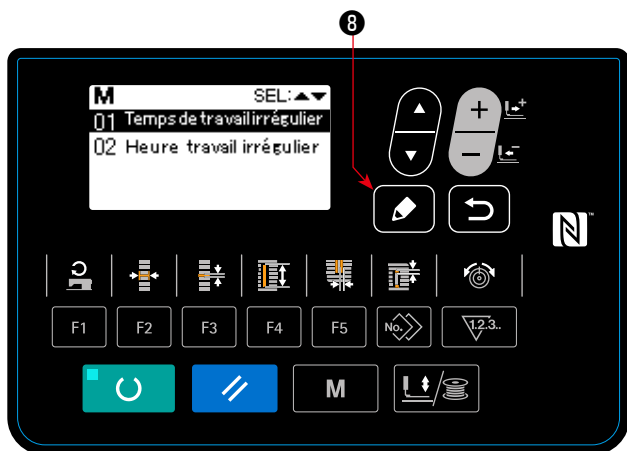 8
M SEL:▲▼
01 Temps de travail irrégulier
02 Heure travail irrégulier
+ +
− −
N™
F1 F2 F3 F4 F5 No. 1.2.3..
M /